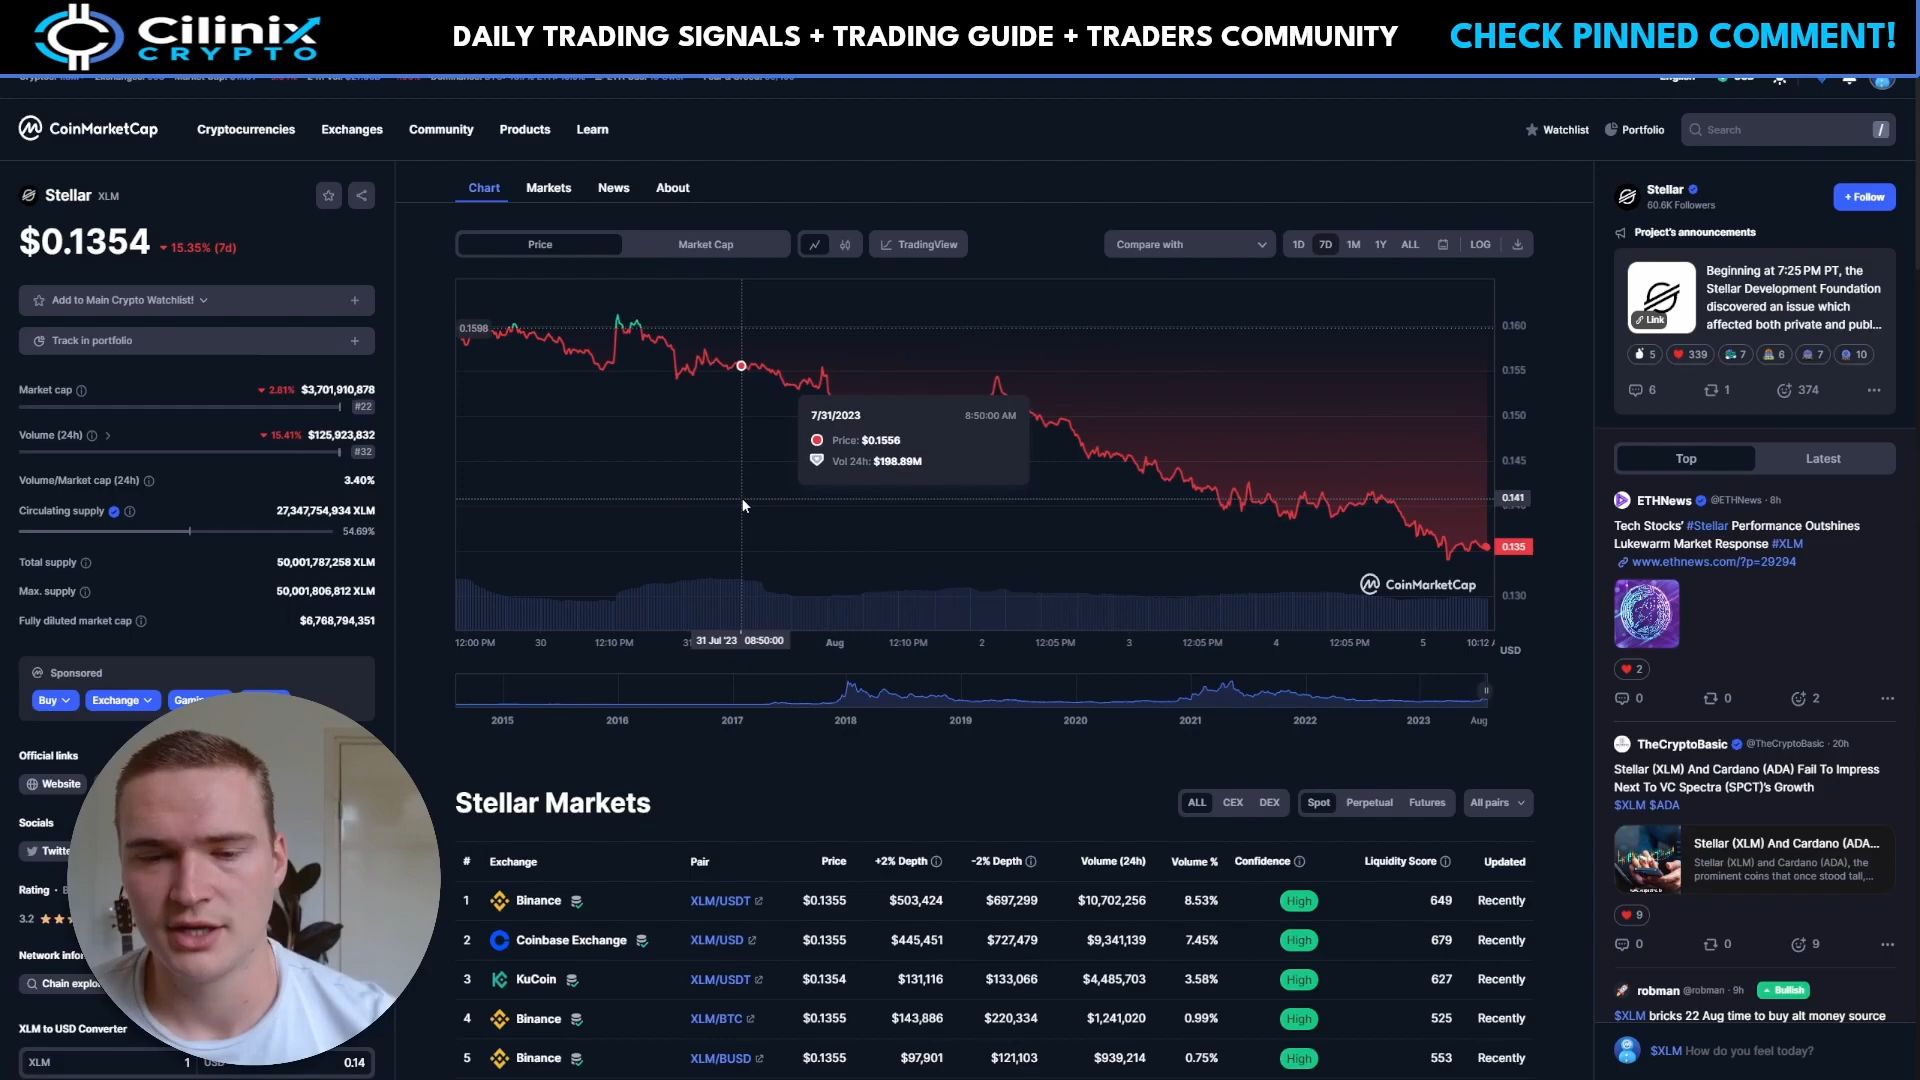 Cilinix
CRYPTO
DAILY TRADING SIGNALS + TRADING GUIDE + TRADERS COMMUNITY
CHECK PINNED COMMENT!
CoinMarketCap
Cryptocurrencies
Exchanges
Community
Products
Learn
Watchlist
Portfolio
Search
/
Stellar XLM
$0.1354 15.35% (7d)
Add to Main Crypto Watchlist!
Track in portfolio
Market cap 2.81% $3,701,910,878
#22
Volume (24h) 15.41% $125,923,832
#32
Volume/Market cap (24h) 3.40%
Circulating supply 27,347,754,934 XLM
54.69%
Total supply 50,001,787,258 XLM
Max. supply 50,001,806,812 XLM
Fully diluted market cap $6,768,794,351
Sponsored
Buy Exchange
Official links
Website
Socials
Rating
3.2
XLM to USD Converter
XLM 1 USD 0.14
Chart Markets News About
Price Market Cap TradingView
Compare with 1D 7D 1M 1Y ALL LOG
0.1598
0.160
0.155
0.150
0.145
0.141
0.135
0.130
7/31/2023 8:50:00 AM
Price: $0.1556
Vol 24h: $198.89M
CoinMarketCap
12:00 PM 30 12:10 PM 31 Jul '23 08:50:00 Aug 12:10 PM 2 12:05 PM 3 12:05 PM 4 12:05 PM 5 10:12
USD
2015 2016 2017 2018 2019 2020 2021 2022 2023 Aug
Stellar Markets
ALL CEX DEX Spot Perpetual Futures All pairs
# Exchange Pair Price +2% Depth -2% Depth Volume (24h) Volume % Confidence Liquidity Score Updated
1 Binance XLM/USDT $0.1355 $503,424 $697,299 $10,702,256 8.53% High 649 Recently
2 Coinbase Exchange XLM/USD $0.1355 $445,451 $727,479 $9,341,139 7.45% High 679 Recently
3 KuCoin XLM/USDT $0.1354 $131,116 $133,066 $4,485,703 3.58% High 627 Recently
4 Binance XLM/BTC $0.1355 $143,886 $220,334 $1,241,020 0.99% High 525 Recently
5 Binance XLM/BUSD $0.1355 $97,901 $121,103 $939,214 0.75% High 553 Recently
Stellar
60.6K Followers
+ Follow
Project's announcements
Beginning at 7:25 PM PT, the
Stellar Development Foundation
discovered an issue which
affected both private and publ...
Link
5 339 7 6 7 10
6 1 374
Top Latest
ETHNews @ETHNews · 8h
Tech Stocks' #Stellar Performance Outshines
Lukewarm Market Response #XLM
www.ethnews.com/?p=29294
2
0 0 2
TheCryptoBasic @TheCryptoBasic · 20h
Stellar (XLM) And Cardano (ADA) Fail To Impress
Next To VC Spectra (SPCT)'s Growth
$XLM $ADA
Stellar (XLM) And Cardano (ADA...
Stellar (XLM) and Cardano (ADA), the
prominent coins that once stood tall,...
9
0 0 9
robman @robman · 9h Bullish
$XLM bricks 22 Aug time to buy alt money source
$XLM How do you feel today?